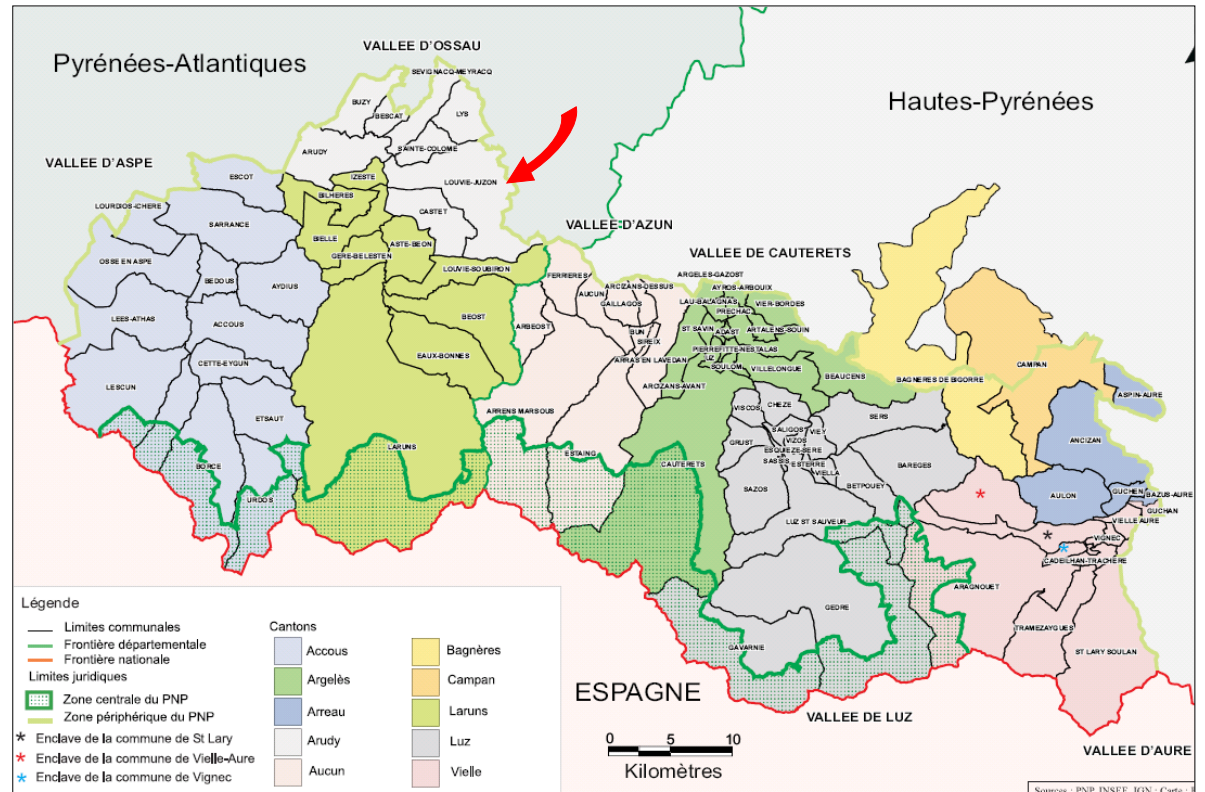 VALLEE D'OSSAU
Pyrénées-Atlantiques
SEVIGNACQ-MEYRACQ
Hautes-Pyrénées
BUZY
BESCAT
LYS
ARUDY
SAINTE-COLOME
VALLEE D'ASPE
ESCOT
IZESTE
LOUVIE-JUZON
BILHERES
LOURDIOS-ICHERE
CASTET
SARRANCE
VALLEE D'AZUN
BIELLE
ASTE-BEON
VALLEE DE CAUTERETS
GERE-BELESTEN
OSSE EN ASPE
LOUVIE-SOUBIRON
BEDOUS
AYDIUS
FERRIERES
ARGELES-GAZOST
ARCIZANS-DESSUS
AYROS-ARBOUIX
AUCUN
LAU-BALAGNAS
VIER-BORDES
GAILLAGOS
PRECHAC
LEES-ATHAS
ACCOUS
BEOST
ARBEOST
BUN
ST SAVIN
ADAST
ARTALENS-SOUIN
SIREIX
PIERREFITTE-NESTALAS
EAUX-BONNES
ARRAS EN LAVEDAN
UZ
CETTE-EYGUN
SOULOM
VILLELONGUE
CAMPAN
BEAUCENS
BAGNERES DE BIGORRE
LESCUN
ARCIZANS-AVANT
ASPIN-AURE
ETSAUT
ARRENS MARSOUS
VISCOS
CHEZE
SERS
SALIGOS
VIEY
GRUST
VIZOS
ANCIZAN
LARUNS
ESQUIEZE-SERE
ESTAING
BORCE
CAUTERETS
SASSIS
ESTERRE
BAREGES
VIELLA
URDOS
SAZOS
BETPOUEY
*
AULON
GUCHEN
BAZUS-AURE
GUCHAN
LUZ ST SAUVEUR
VIELLE AURE
*
VIGNEC
*
CADEILHAN-TRACHERE
ARAGNOUET
GEDRE
TRAMEZAYGUES
GAVARNIE
ST LARY SOULAN
ESPAGNE
VALLEE DE LUZ
VALLEE D'AURE
Légende
Limites communales
Frontière départementale
Frontière nationale
Limites juridiques
Zone centrale du PNP
Zone périphérique du PNP
* Enclave de la commune de St Lary
* Enclave de la commune de Vielle-Aure
* Enclave de la commune de Vignec
Cantons
Accous
Argelès
Arreau
Arudy
Aucun
Bagnères
Campan
Laruns
Luz
Vielle
0 5 10
Kilomètres
Sources : PNP, INSEE, IGN ; Carte :